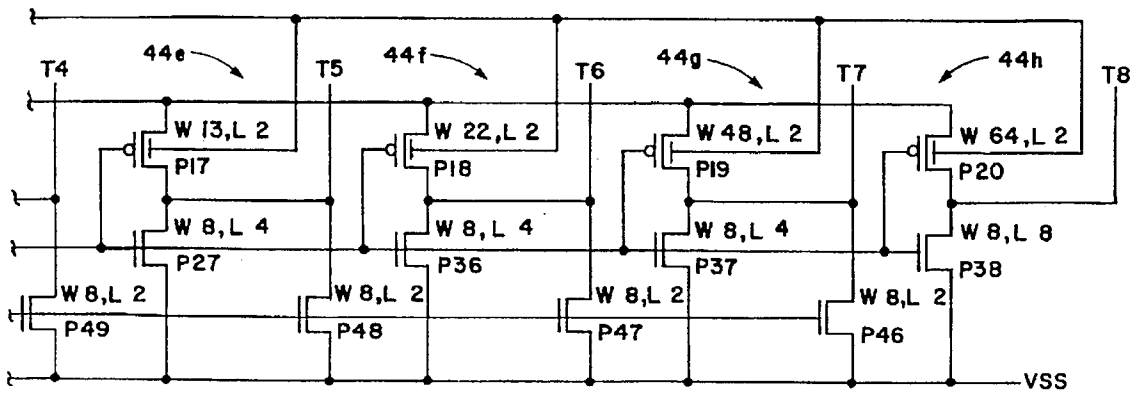 44e 44f 44g 44h
T4 T5 T6 T7 T8
W 13, L 2 W 22, L 2 W 48, L 2 W 64, L 2
P17 P18 P19 P20
W 8, L 4 W 8, L 4 W 8, L 4 W 8, L 8
P27 P36 P37 P38
W 8, L 2 W 8, L 2 W 8, L 2 W 8, L 2
P49 P48 P47 P46
VSS